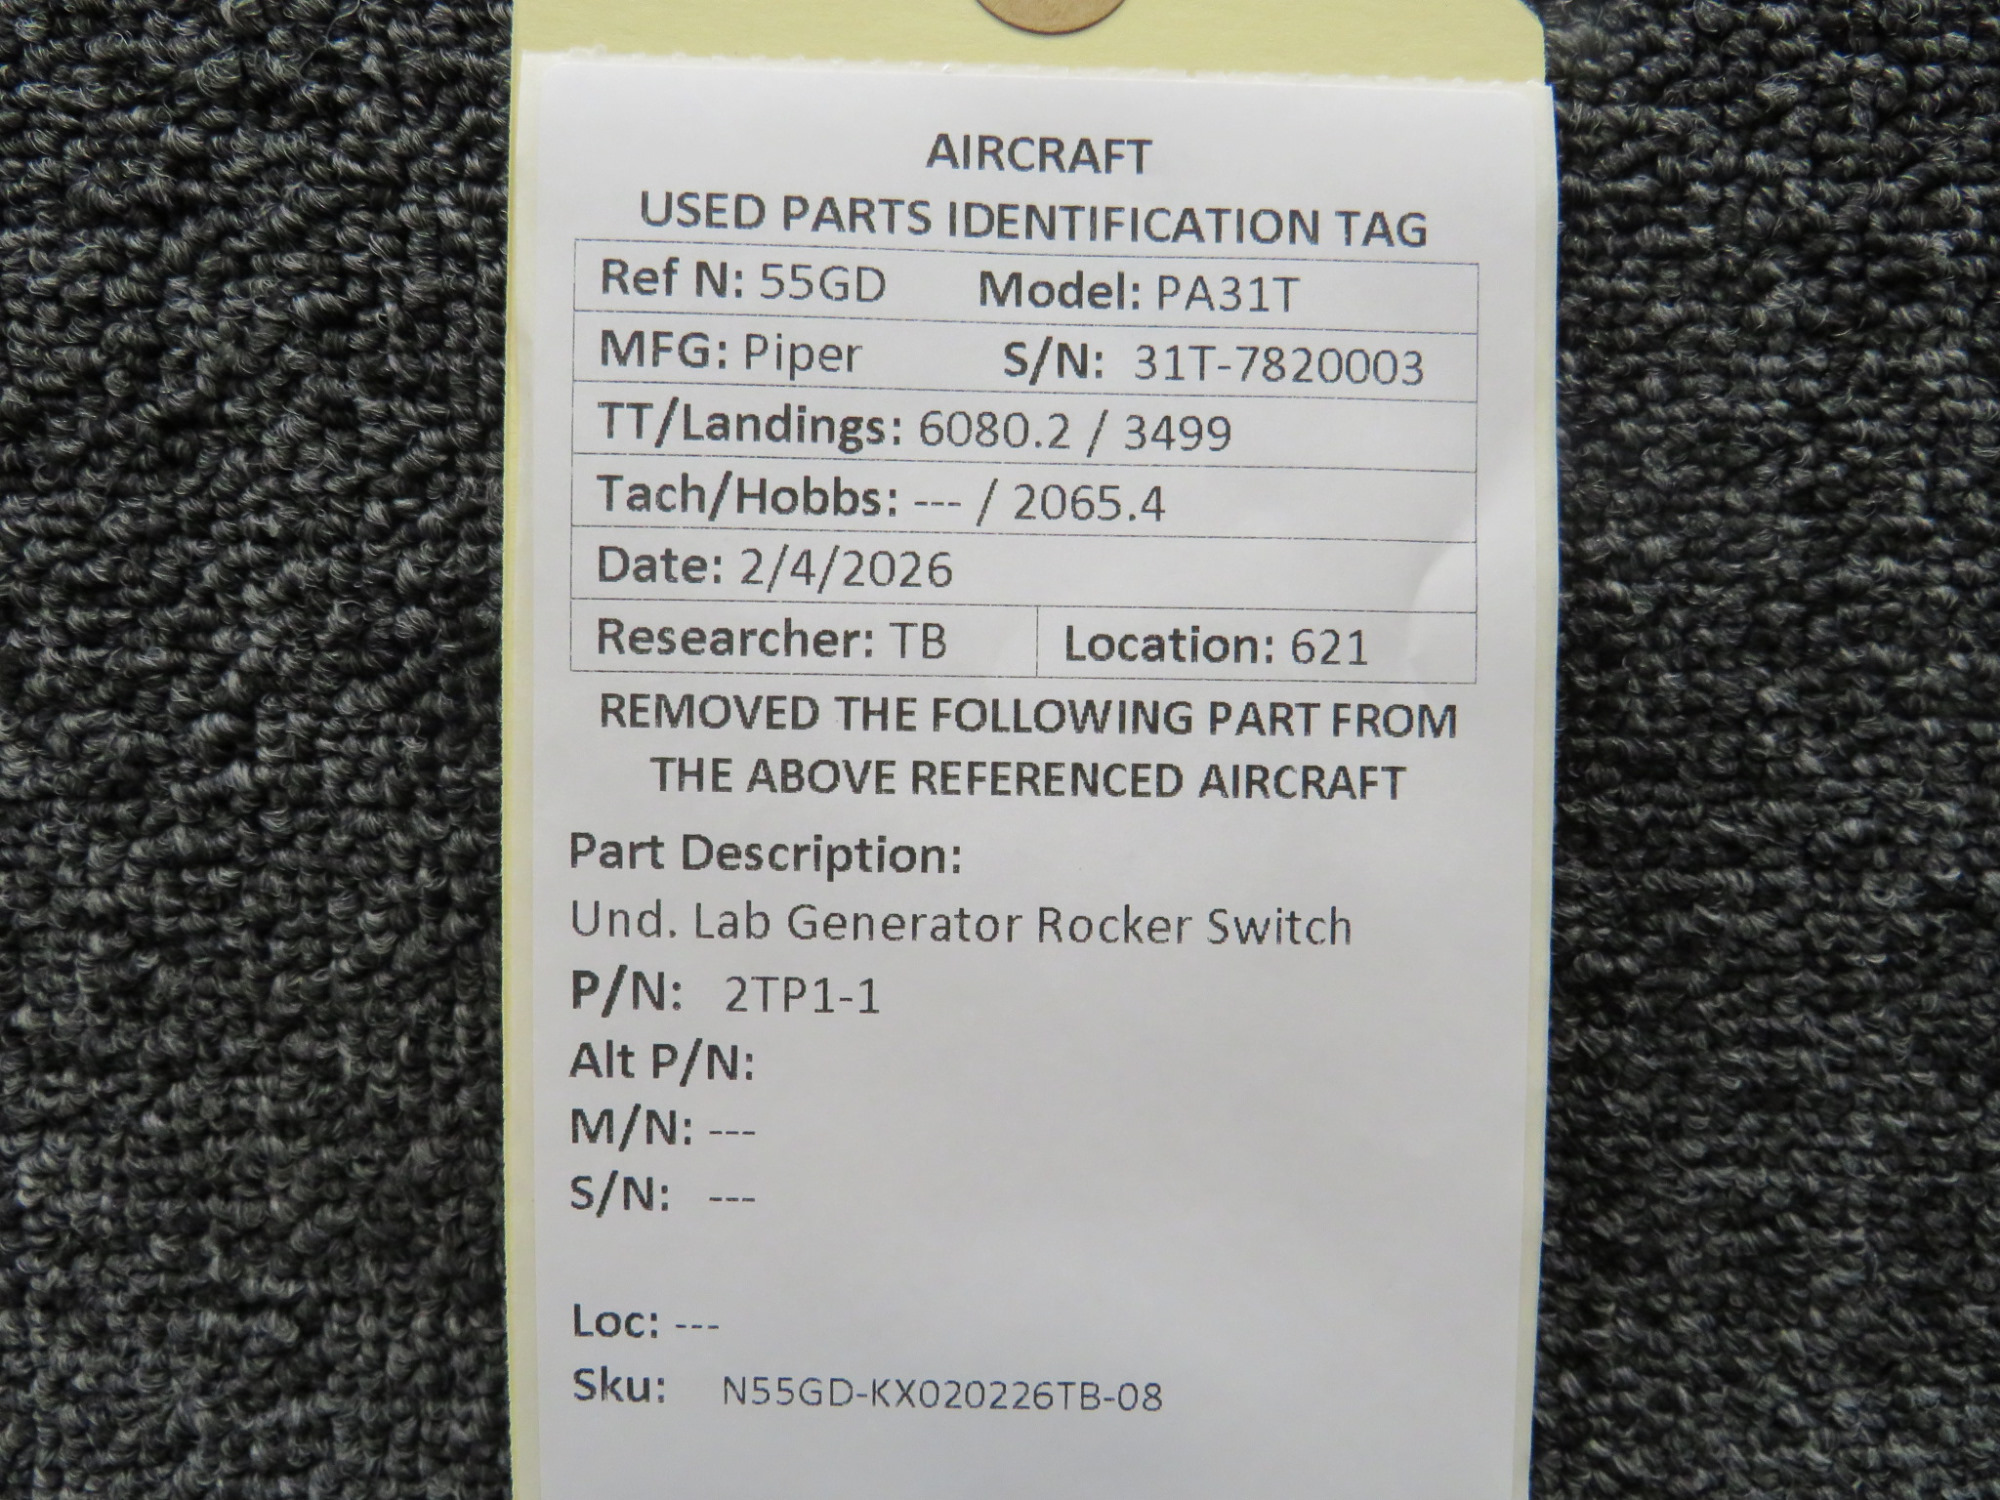 AIRCRAFT
USED PARTS IDENTIFICATION TAG
Ref N: 55GD Model: PA31T
MFG: Piper S/N: 31T-7820003
TT/Landings: 6080.2 / 3499
Tach/Hobbs: --- / 2065.4
Date: 2/4/2026
Researcher: TB Location: 621
REMOVED THE FOLLOWING PART FROM
THE ABOVE REFERENCED AIRCRAFT
Part Description:
Und. Lab Generator Rocker Switch
P/N: 2TP1-1
Alt P/N:
M/N: ---
S/N: ---
Loc: ---
Sku: N55GD-KX020226TB-08